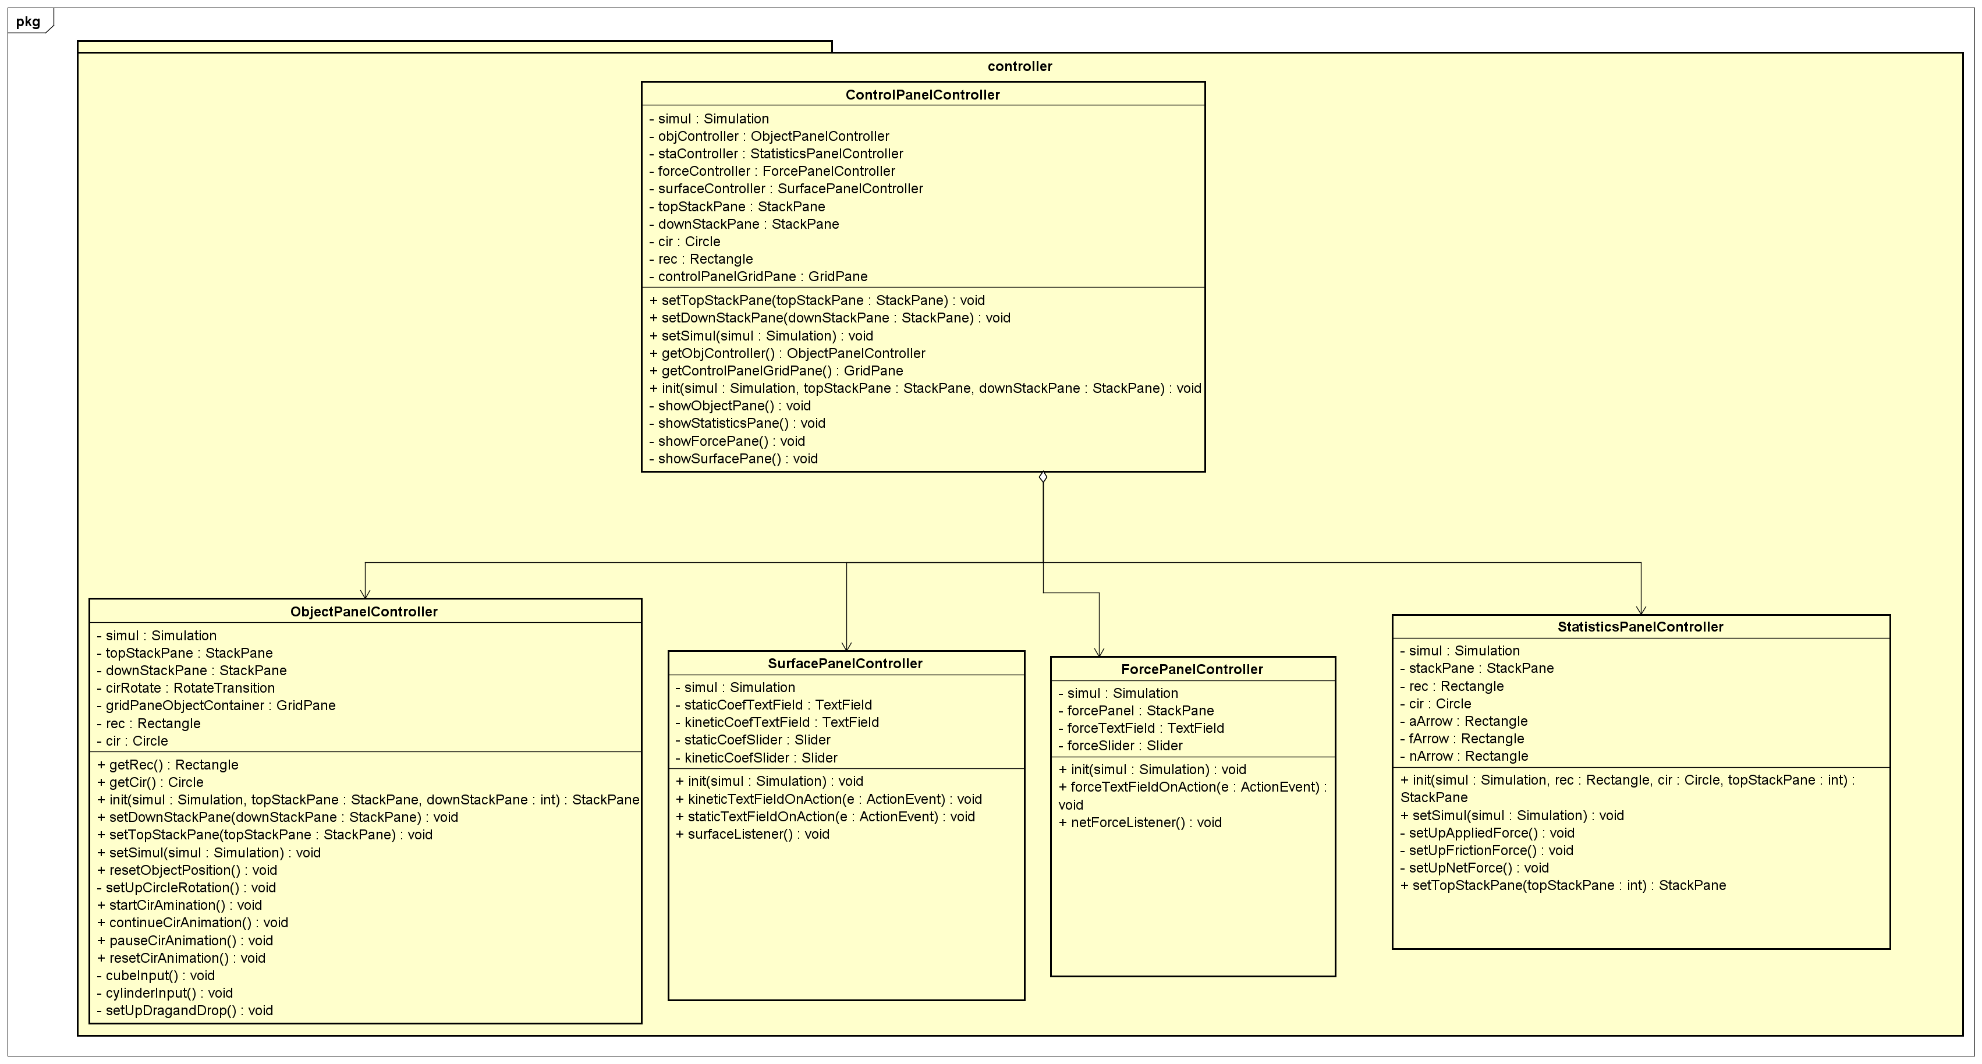 pkg
controller
ControlPanelController
- simul : Simulation
- objController : ObjectPanelController
- staController : StatisticsPanelController
- forceController : ForcePanelController
- surfaceController : SurfacePanelController
- topStackPane : StackPane
- downStackPane : StackPane
- cir : Circle
- rec : Rectangle
- controlPanelGridPane : GridPane
+ setTopStackPane(topStackPane : StackPane) : void
+ setDownStackPane(downStackPane : StackPane) : void
+ setSimul(simul : Simulation) : void
+ getObjController() : ObjectPanelController
+ getControlPanelGridPane() : GridPane
+ init(simul : Simulation, topStackPane : StackPane, downStackPane : StackPane) : void
- showObjectPane() : void
- showStatisticsPane() : void
- showForcePane() : void
- showSurfacePane() : void
ObjectPanelController
- simul : Simulation
- topStackPane : StackPane
- downStackPane : StackPane
- cirRotate : RotateTransition
- gridPaneObjectContainer : GridPane
- rec : Rectangle
- cir : Circle
+ getRec() : Rectangle
+ getCir() : Circle
+ init(simul : Simulation, topStackPane : StackPane, downStackPane : int) : StackPane
+ setDownStackPane(downStackPane : StackPane) : void
+ setTopStackPane(topStackPane : StackPane) : void
+ setSimul(simul : Simulation) : void
+ resetObjectPosition() : void
- setUpCircleRotation() : void
+ startCirAmination() : void
+ continueCirAnimation() : void
+ pauseCirAnimation() : void
+ resetCirAnimation() : void
- cubeInput() : void
- cylinderInput() : void
- setUpDragandDrop() : void
SurfacePanelController
- simul : Simulation
- staticCoefTextField : TextField
- kineticCoefTextField : TextField
- staticCoefSlider : Slider
- kineticCoefSlider : Slider
+ init(simul : Simulation) : void
+ kineticTextFieldOnAction(e : ActionEvent) : void
+ staticTextFieldOnAction(e : ActionEvent) : void
+ surfaceListener() : void
ForcePanelController
- simul : Simulation
- forcePanel : StackPane
- forceTextField : TextField
- forceSlider : Slider
+ init(simul : Simulation) : void
+ forceTextFieldOnAction(e : ActionEvent) :
void
+ netForceListener() : void
StatisticsPanelController
- simul : Simulation
- stackPane : StackPane
- rec : Rectangle
- cir : Circle
- aArrow : Rectangle
- fArrow : Rectangle
- nArrow : Rectangle
+ init(simul : Simulation, rec : Rectangle, cir : Circle, topStackPane : int) :
StackPane
+ setSimul(simul : Simulation) : void
- setUpAppliedForce() : void
- setUpFrictionForce() : void
- setUpNetForce() : void
+ setTopStackPane(topStackPane : int) : StackPane